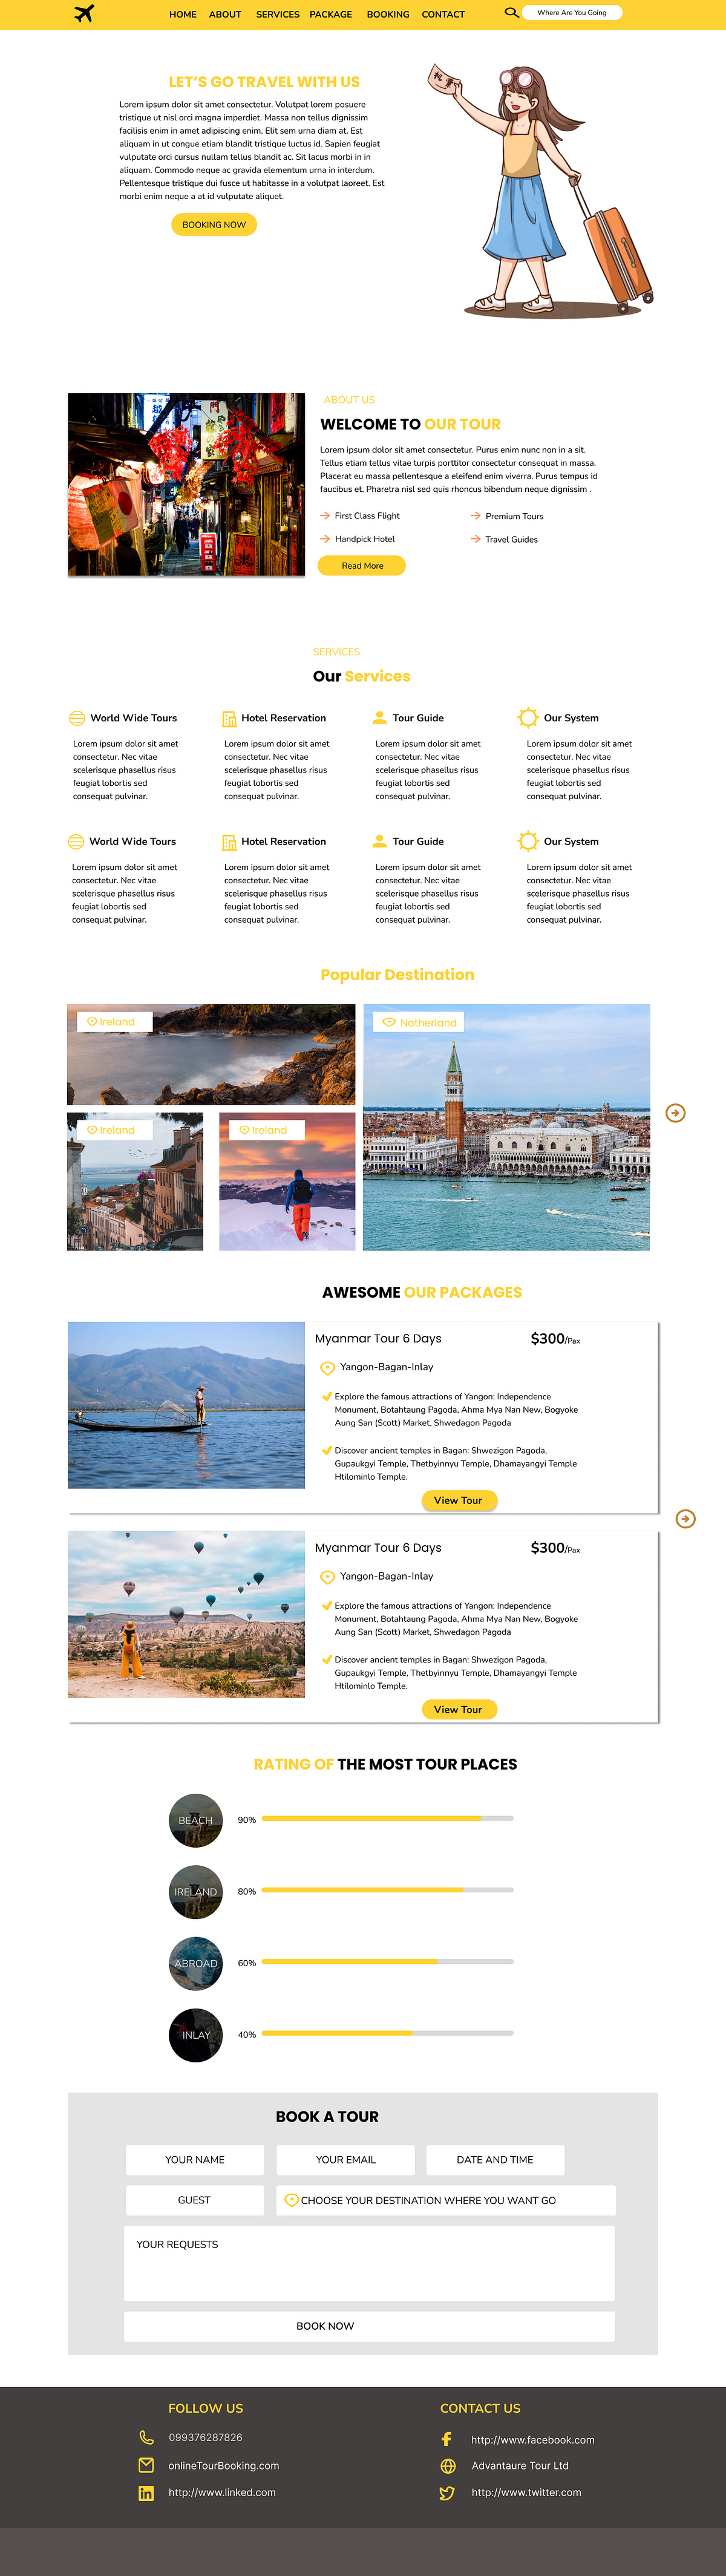 HOME ABOUT SERVICES PACKAGE BOOKING CONTACT Where Are You Going
LET'S GO TRAVEL WITH US
Lorem ipsum dolor sit amet consectetur. Volutpat lorem posuere
tristique ut nisl orci magna imperdiet. Massa non tellus dignissim
facilisis enim in amet adipiscing enim. Elit sem urna diam at. Est
aliquam in ut congue etiam blandit tristique luctus id. Sapien feugiat
vulputate orci cursus nullam tellus blandit ac. Sit lacus morbi in in
aliquam. Commodo neque ac gravida elementum urna in interdum.
Pellentesque tristique dui fusce ut habitasse in a volutpat laoreet. Est
morbi enim neque a at id vulputate aliquet.
BOOKING NOW
ABOUT US
WELCOME TO OUR TOUR
Lorem ipsum dolor sit amet consectetur. Purus enim nunc non in a sit.
Tellus etiam tellus vitae turpis porttitor consectetur consequat in massa.
Placerat eu massa pellentesque a eleifend enim viverra. Purus tempus id
faucibus et. Pharetra nisl sed quis rhoncus bibendum neque dignissim .
First Class Flight Premium Tours
Handpick Hotel Travel Guides
Read More
SERVICES
Our Services
World Wide Tours
Lorem ipsum dolor sit amet
consectetur. Nec vitae
scelerisque phasellus risus
feugiat lobortis sed
consequat pulvinar.
Hotel Reservation
Lorem ipsum dolor sit amet
consectetur. Nec vitae
scelerisque phasellus risus
feugiat lobortis sed
consequat pulvinar.
Tour Guide
Lorem ipsum dolor sit amet
consectetur. Nec vitae
scelerisque phasellus risus
feugiat lobortis sed
consequat pulvinar.
Our System
Lorem ipsum dolor sit amet
consectetur. Nec vitae
scelerisque phasellus risus
feugiat lobortis sed
consequat pulvinar.
World Wide Tours
Lorem ipsum dolor sit amet
consectetur. Nec vitae
scelerisque phasellus risus
feugiat lobortis sed
consequat pulvinar.
Hotel Reservation
Lorem ipsum dolor sit amet
consectetur. Nec vitae
scelerisque phasellus risus
feugiat lobortis sed
consequat pulvinar.
Tour Guide
Lorem ipsum dolor sit amet
consectetur. Nec vitae
scelerisque phasellus risus
feugiat lobortis sed
consequat pulvinar.
Our System
Lorem ipsum dolor sit amet
consectetur. Nec vitae
scelerisque phasellus risus
feugiat lobortis sed
consequat pulvinar.
Popular Destination
Ireland
Natherland
Ireland
Ireland
AWESOME OUR PACKAGES
Myanmar Tour 6 Days $300/Pax
Yangon-Bagan-Inlay
Explore the famous attractions of Yangon: Independence
Monument, Botahtaung Pagoda, Ahma Mya Nan New, Bogyoke
Aung San (Scott) Market, Shwedagon Pagoda
Discover ancient temples in Bagan: Shwezigon Pagoda,
Gupaukgyi Temple, Thetbyinnyu Temple, Dhamayangyi Temple
Htilominlo Temple.
View Tour
Myanmar Tour 6 Days $300/Pax
Yangon-Bagan-Inlay
Explore the famous attractions of Yangon: Independence
Monument, Botahtaung Pagoda, Ahma Mya Nan New, Bogyoke
Aung San (Scott) Market, Shwedagon Pagoda
Discover ancient temples in Bagan: Shwezigon Pagoda,
Gupaukgyi Temple, Thetbyinnyu Temple, Dhamayangyi Temple
Htilominlo Temple.
View Tour
RATING OF THE MOST TOUR PLACES
BEACH 90%
IRELAND 80%
ABROAD 60%
INLAY 40%
BOOK A TOUR
YOUR NAME YOUR EMAIL DATE AND TIME
GUEST CHOOSE YOUR DESTINATION WHERE YOU WANT GO
YOUR REQUESTS
BOOK NOW
FOLLOW US
099376287826
onlineTourBooking.com
http://www.linked.com
CONTACT US
http://www.facebook.com
Advantaure Tour Ltd
http://www.twitter.com